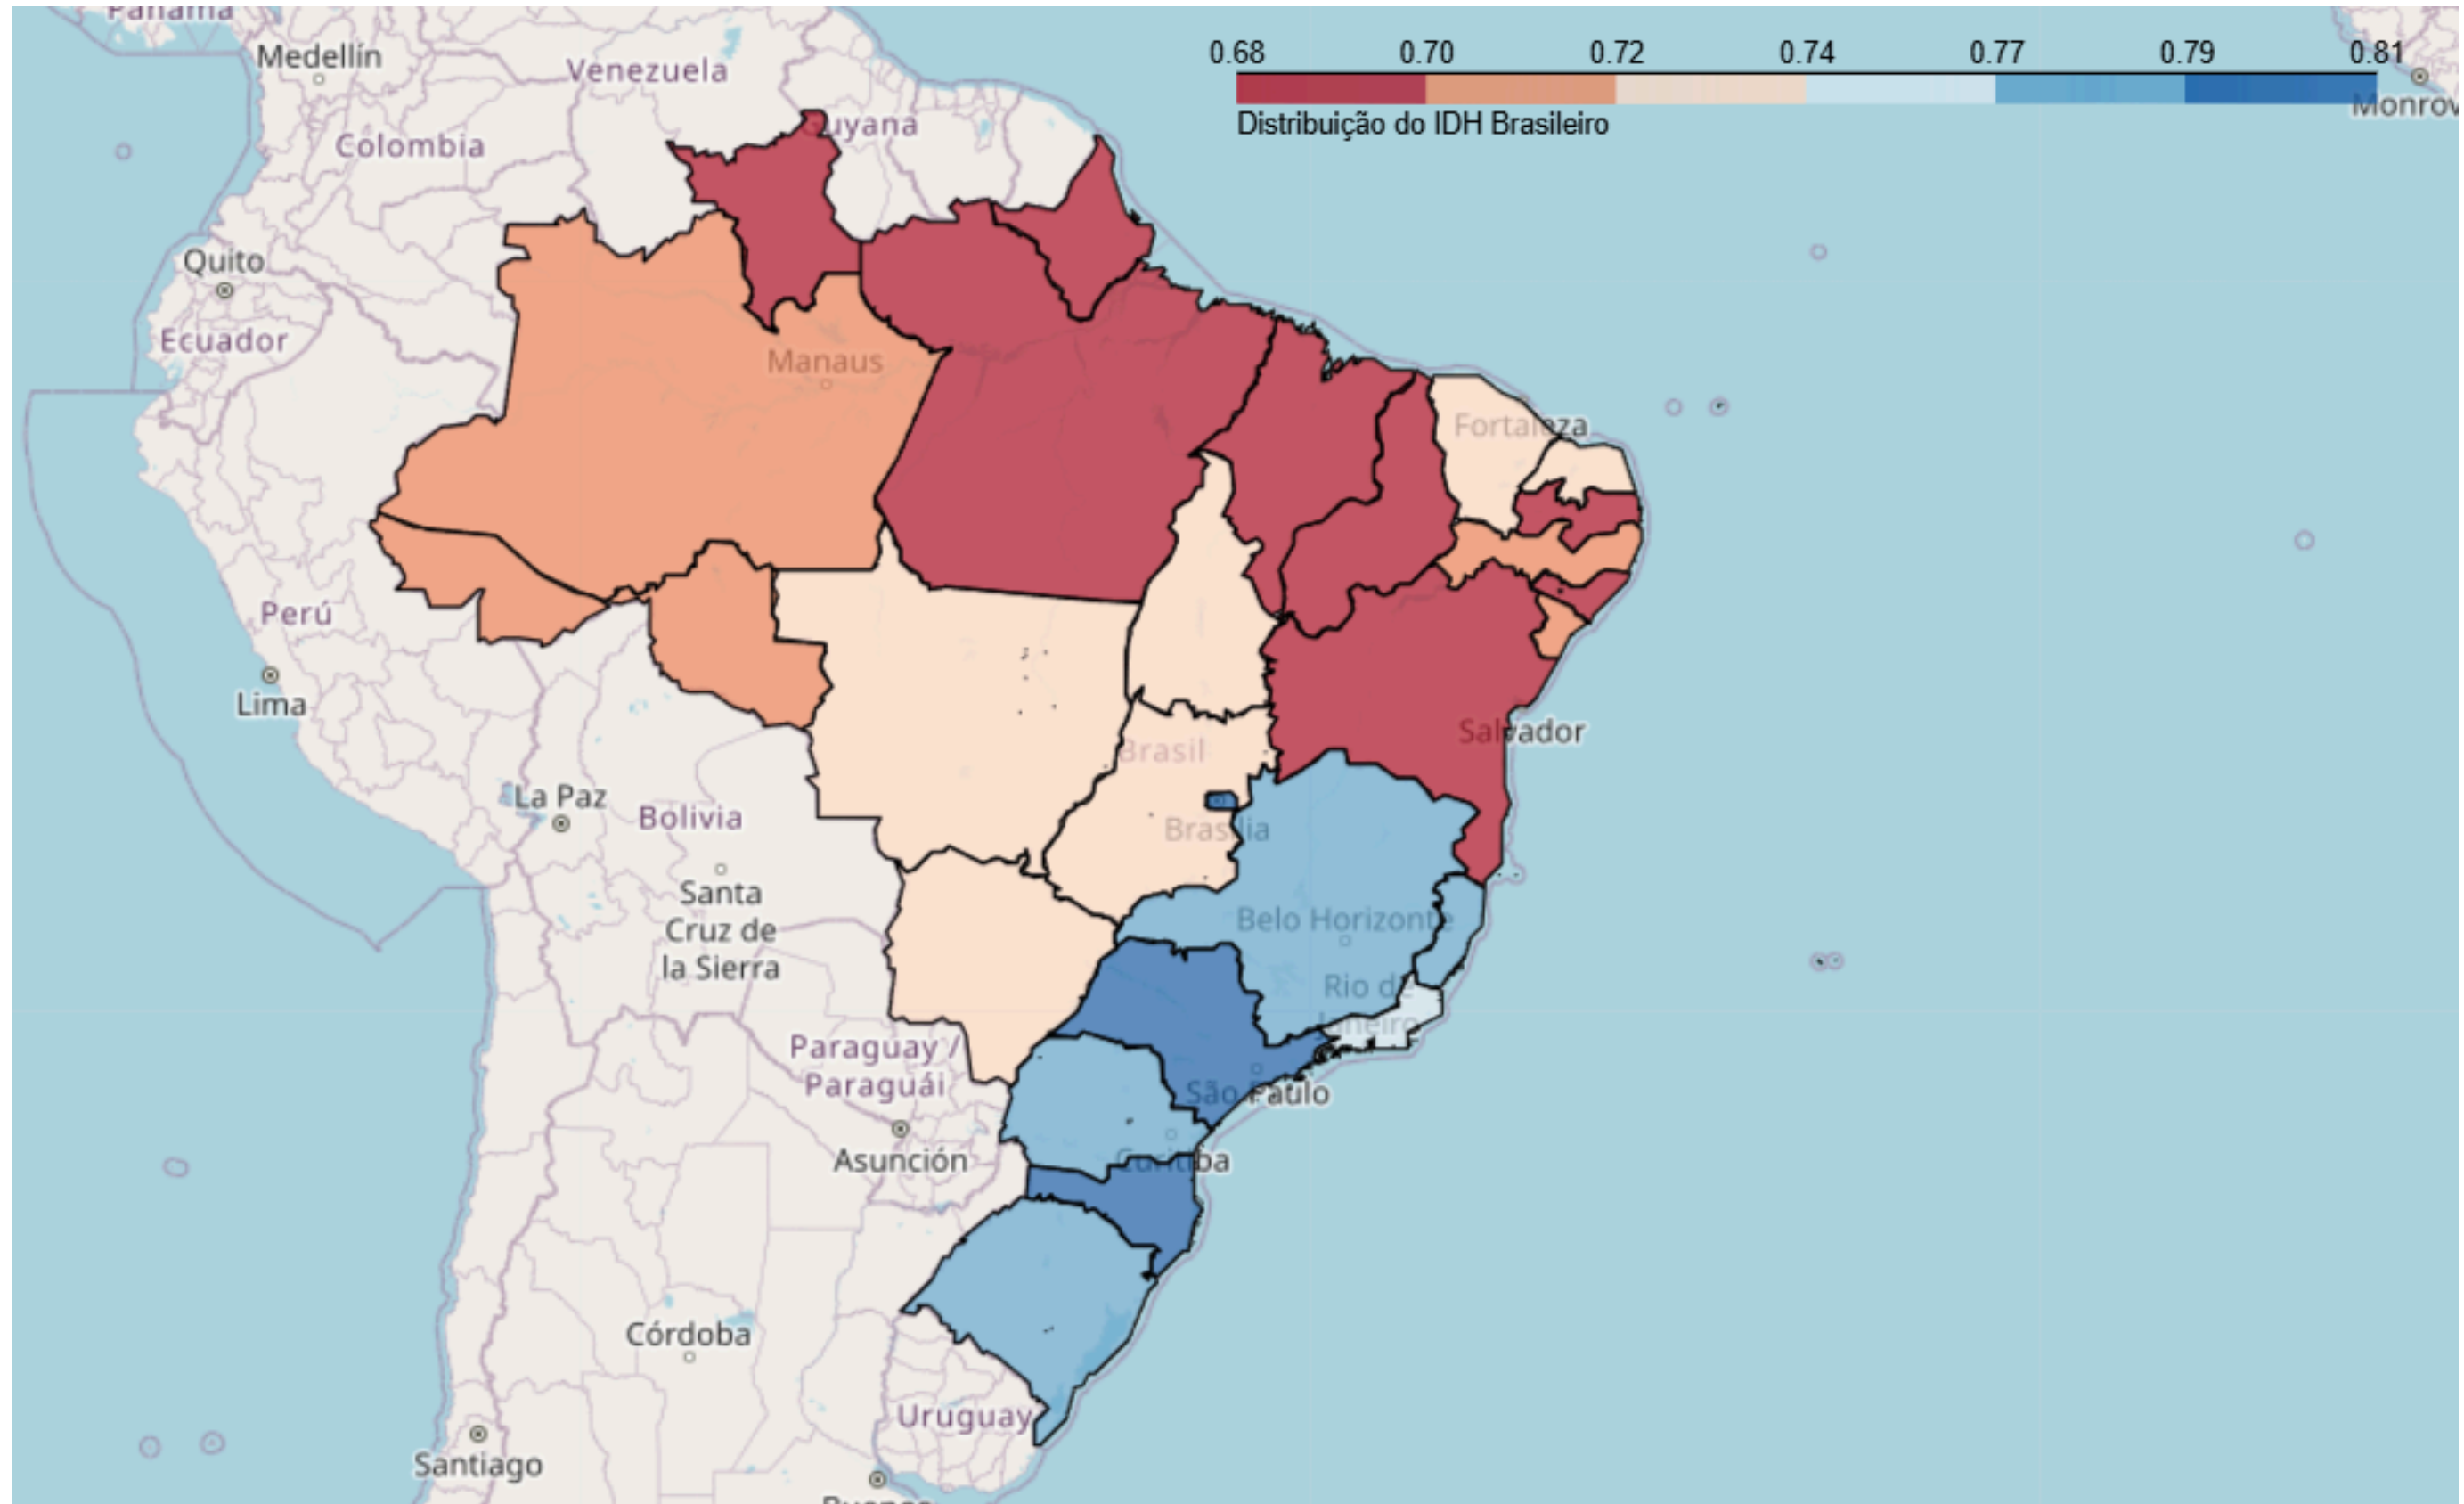 Panamá
Medellín
Venezuela
0.68 0.70 0.72 0.74 0.77 0.79 0.81
Distribuição do IDH Brasileiro
Colombia
Quito
Ecuador
Manaus
Fortaleza
Perú
Lima
Salvador
Brasil
La Paz
Bolivia
Brasília
Santa
Cruz de
la Sierra
Belo Horizonte
Rio de
Janeiro
Paraguay /
Paraguái
São Paulo
Asunción
Curitiba
Córdoba
Uruguay
Santiago